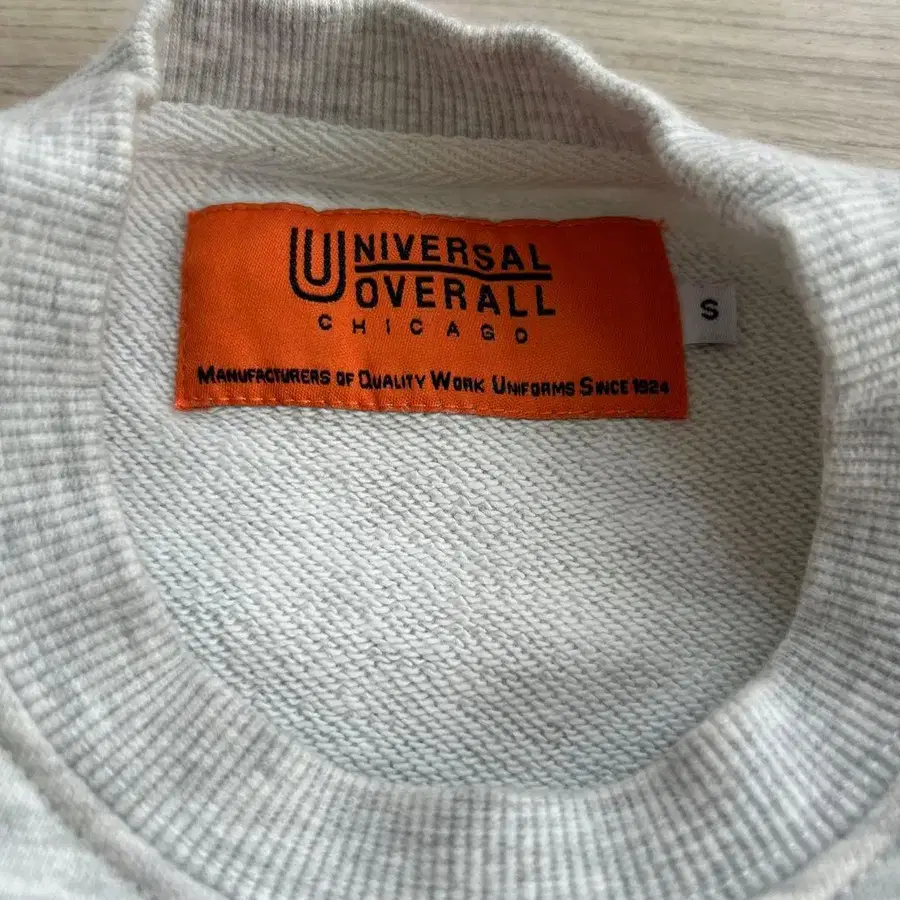 UNIVERSAL
OVERALL
CHICAGO
MANUFACTURERS OF QUALITY WORK UNIFORMS SINCE 1924
S